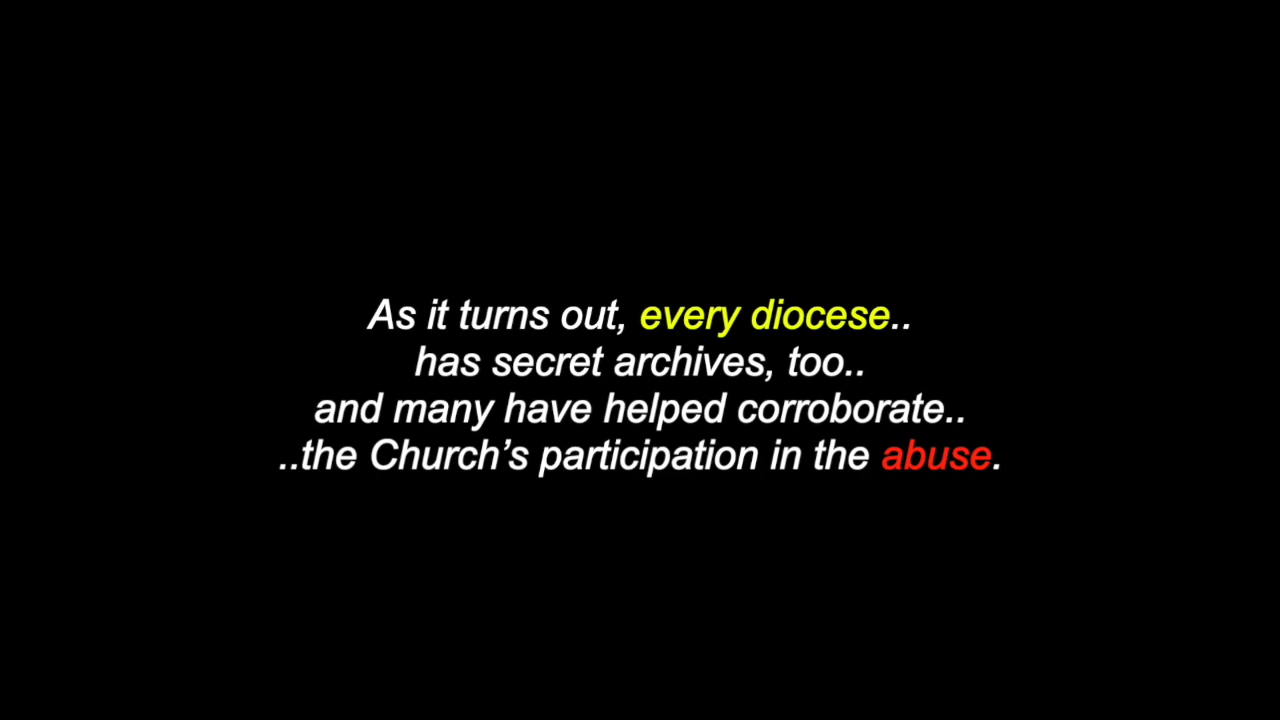 As it turns out, every diocese..
has secret archives, too..
and many have helped corroborate..
..the Church’s participation in the abuse.